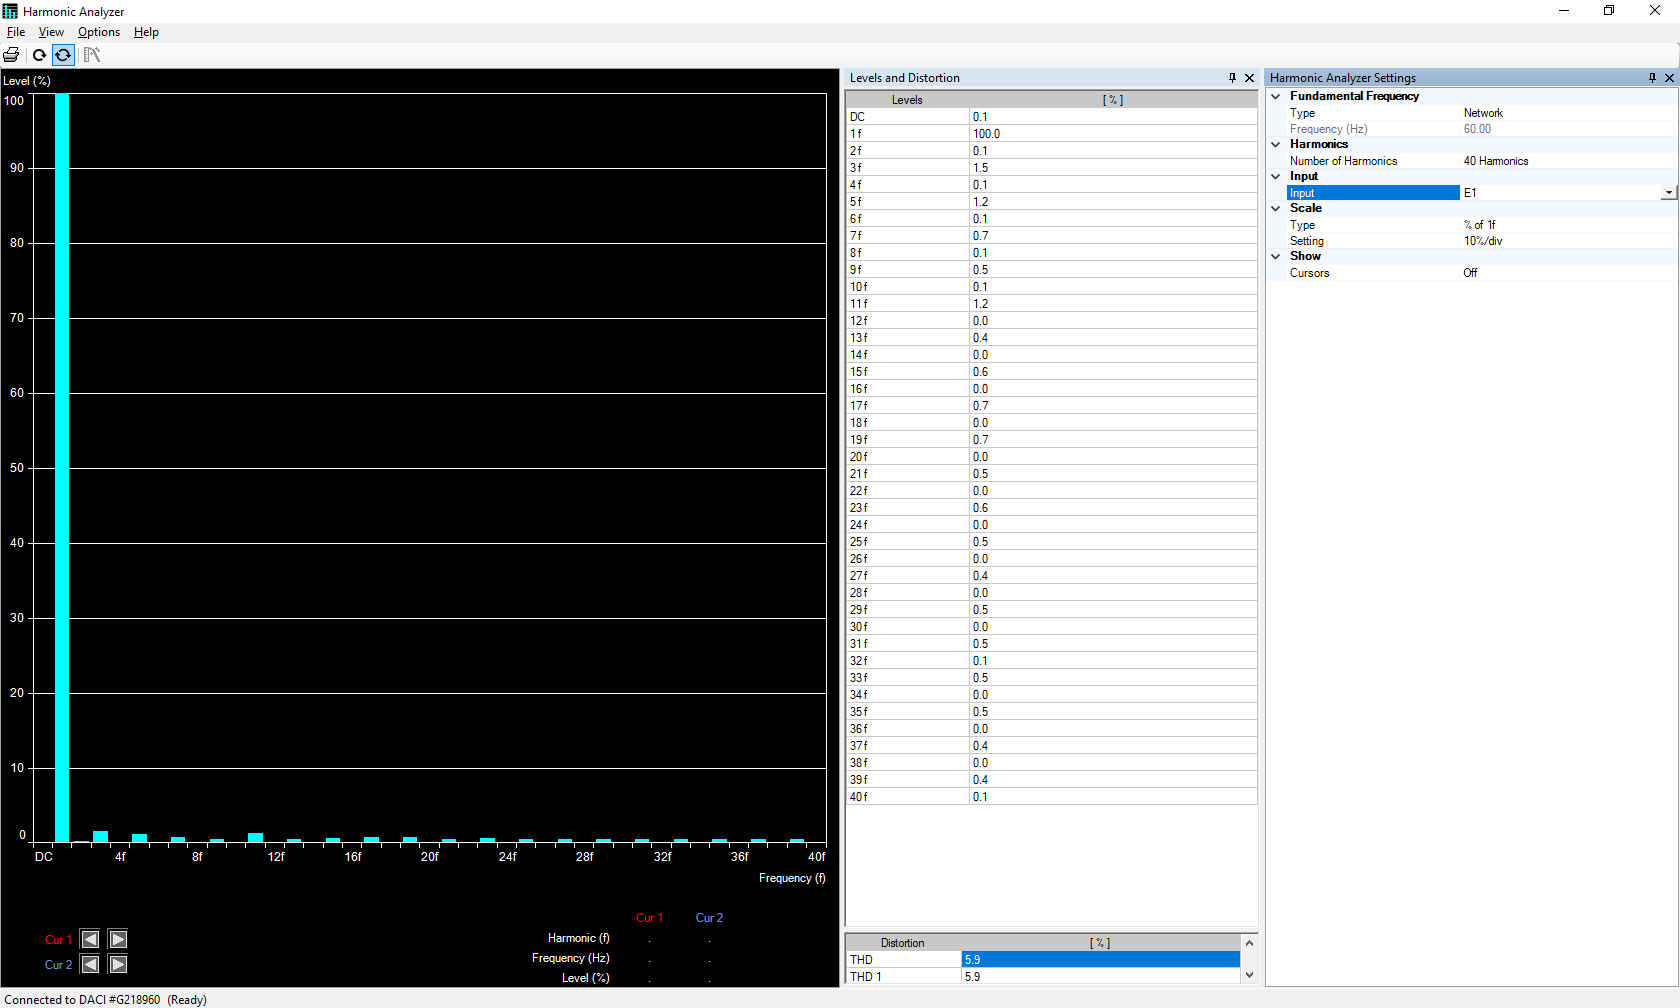 Harmonic Analyzer
File View Options Help
Level (%)
100
90
80
70
60
50
40
30
20
10
0
DC 4f 8f 12f 16f 20f 24f 28f 32f 36f 40f
Frequency (f)
Cur 1 Cur 2
Cur 1
Cur 2
Harmonic (f) . .
Frequency (Hz) . .
Level (%) . .
Levels and Distortion
Levels [ % ]
DC 0.1
1f 100.0
2f 0.1
3f 1.5
4f 0.1
5f 1.2
6f 0.1
7f 0.7
8f 0.1
9f 0.5
10f 0.1
11f 1.2
12f 0.0
13f 0.4
14f 0.0
15f 0.6
16f 0.0
17f 0.7
18f 0.0
19f 0.7
20f 0.0
21f 0.5
22f 0.0
23f 0.6
24f 0.0
25f 0.5
26f 0.0
27f 0.4
28f 0.0
29f 0.5
30f 0.0
31f 0.5
32f 0.1
33f 0.5
34f 0.0
35f 0.5
36f 0.0
37f 0.4
38f 0.0
39f 0.4
40f 0.1
Distortion [ % ]
THD 5.9
THD 1 5.9
Harmonic Analyzer Settings
Fundamental Frequency
Type Network
Frequency (Hz) 60.00
Harmonics
Number of Harmonics 40 Harmonics
Input
Input E1
Scale
Type % of 1f
Setting 10%/div
Show
Cursors Off
Connected to DACI #G218960 (Ready)